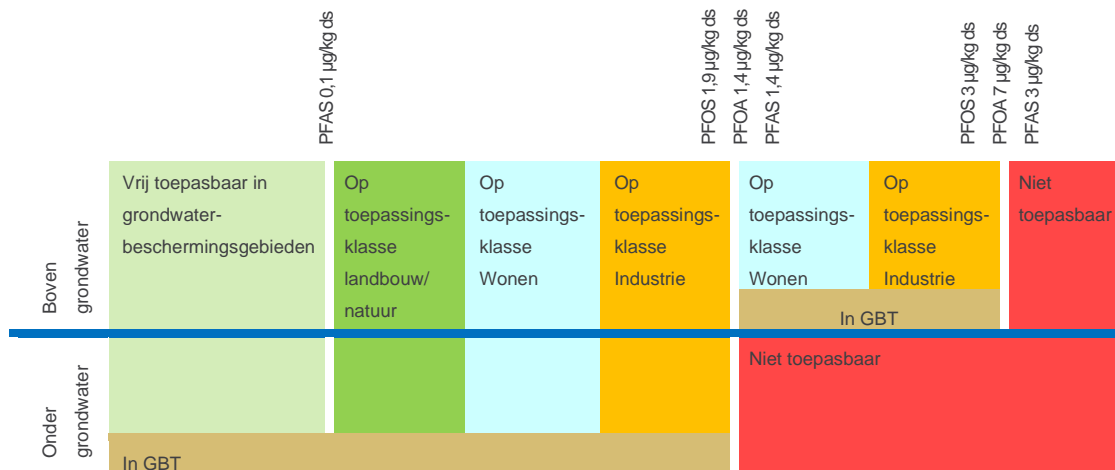 PFAS 0,1 µg/kg ds
PFOS 1,9 µg/kg ds
PFOA 1,4 µg/kg ds
PFAS 1,4 µg/kg ds
PFOS 3 µg/kg ds
PFOA 7 µg/kg ds
PFAS 3 µg/kg ds
Boven
grondwater
Vrij toepasbaar in
grondwater-
beschermingsgebieden
Op
toepassings-
klasse
landbouw/
natuur
Op
toepassings-
klasse
Wonen
Op
toepassings-
klasse
Industrie
Op
toepassings-
klasse
Wonen
Op
toepassings-
klasse
Industrie
Niet
toepasbaar
In GBT
Onder
grondwater
Niet toepasbaar
In GBT